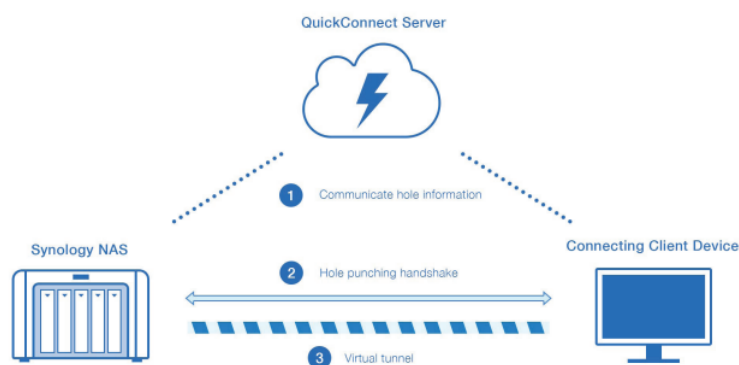 QuickConnect Server
1 Communicate hole information
Synology NAS
Connecting Client Device
2 Hole punching handshake
3 Virtual tunnel